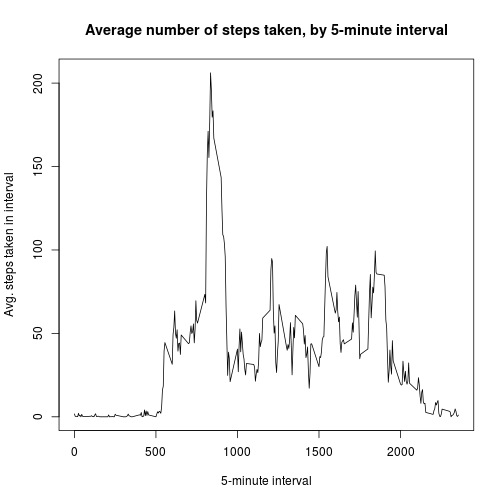 Average number of steps taken, by 5-minute interval
Avg. steps taken in interval
200
150
100
50
0
0 500 1000 1500 2000
5-minute interval